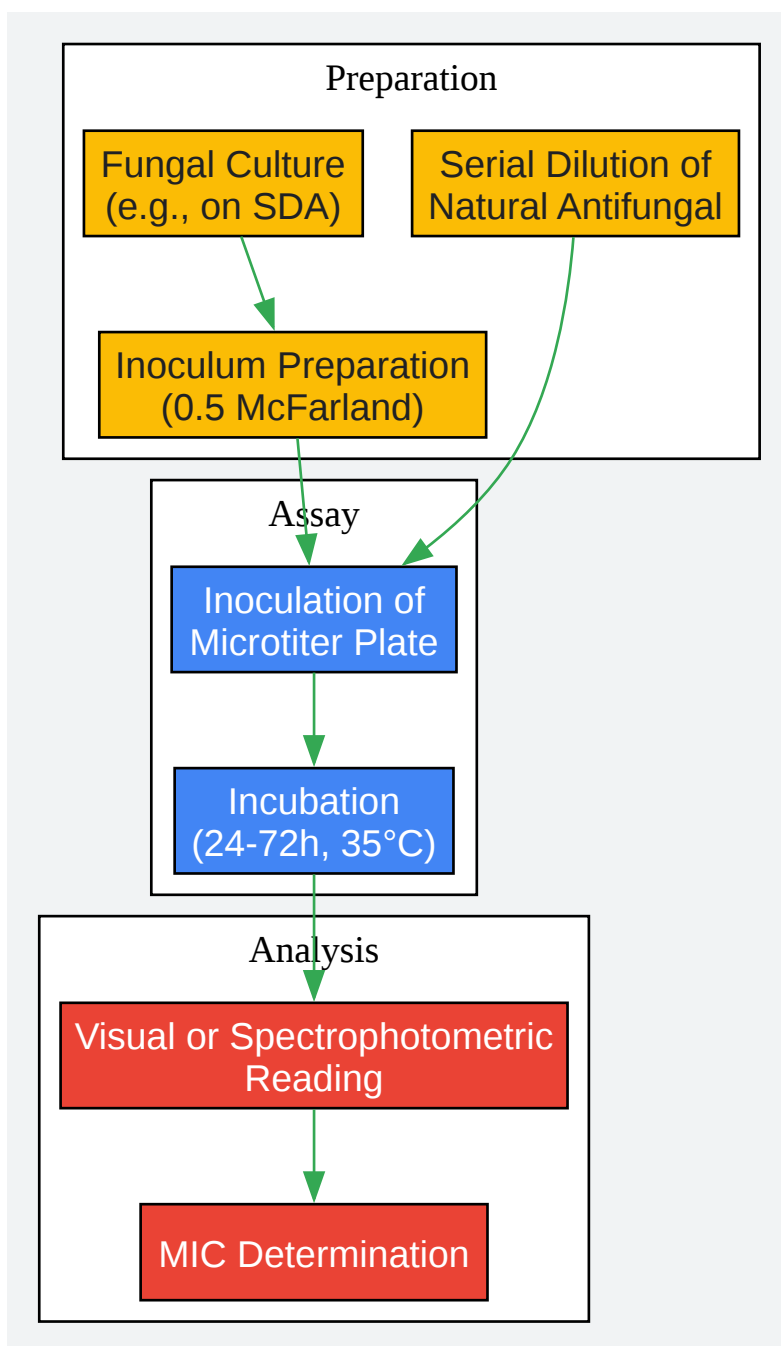 Preparation
Fungal Culture
(e.g., on SDA)
Serial Dilution of
Natural Antifungal
Inoculum Preparation
(0.5 McFarland)
Assay
Inoculation of
Microtiter Plate
Incubation
(24-72h, 35°C)
Analysis
Visual or Spectrophotometric
Reading
MIC Determination